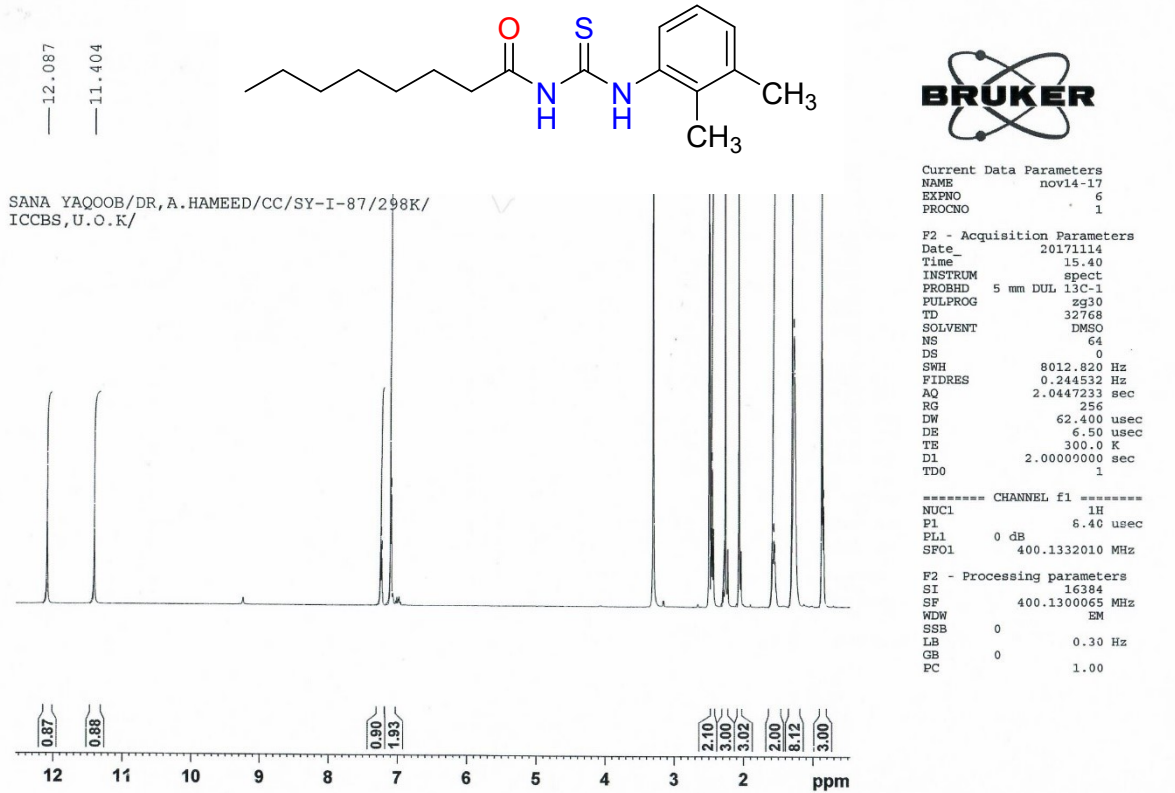 12.087
11.404
O
S
N
H
N
H
CH3
CH3
SANA YAQOOB/DR,A.HAMEED/CC/SY-I-87/298K/
ICCBS,U.O.K/
BRUKER
Current Data Parameters
NAME nov14-17
EXPNO 6
PROCNO 1
F2 - Acquisition Parameters
Date_ 20171114
Time 15.40
INSTRUM spect
PROBHD 5 mm DUL 13C-1
PULPROG zg30
TD 32768
SOLVENT DMSO
NS 64
DS 0
SWH 8012.820 Hz
FIDRES 0.244532 Hz
AQ 2.0447233 sec
RG 256
DW 62.400 usec
DE 6.50 usec
TE 300.0 K
D1 2.00000000 sec
TD0 1
======== CHANNEL f1 ========
NUC1 1H
P1 6.40 usec
PL1 0 dB
SFO1 400.1332010 MHz
F2 - Processing parameters
SI 16384
SF 400.1300065 MHz
WDW EM
SSB 0
LB 0.30 Hz
GB 0
PC 1.00
0.87
0.88
0.90
1.93
2.10
3.00
3.02
2.00
8.12
3.00
12 11 10 9 8 7 6 5 4 3 2 ppm